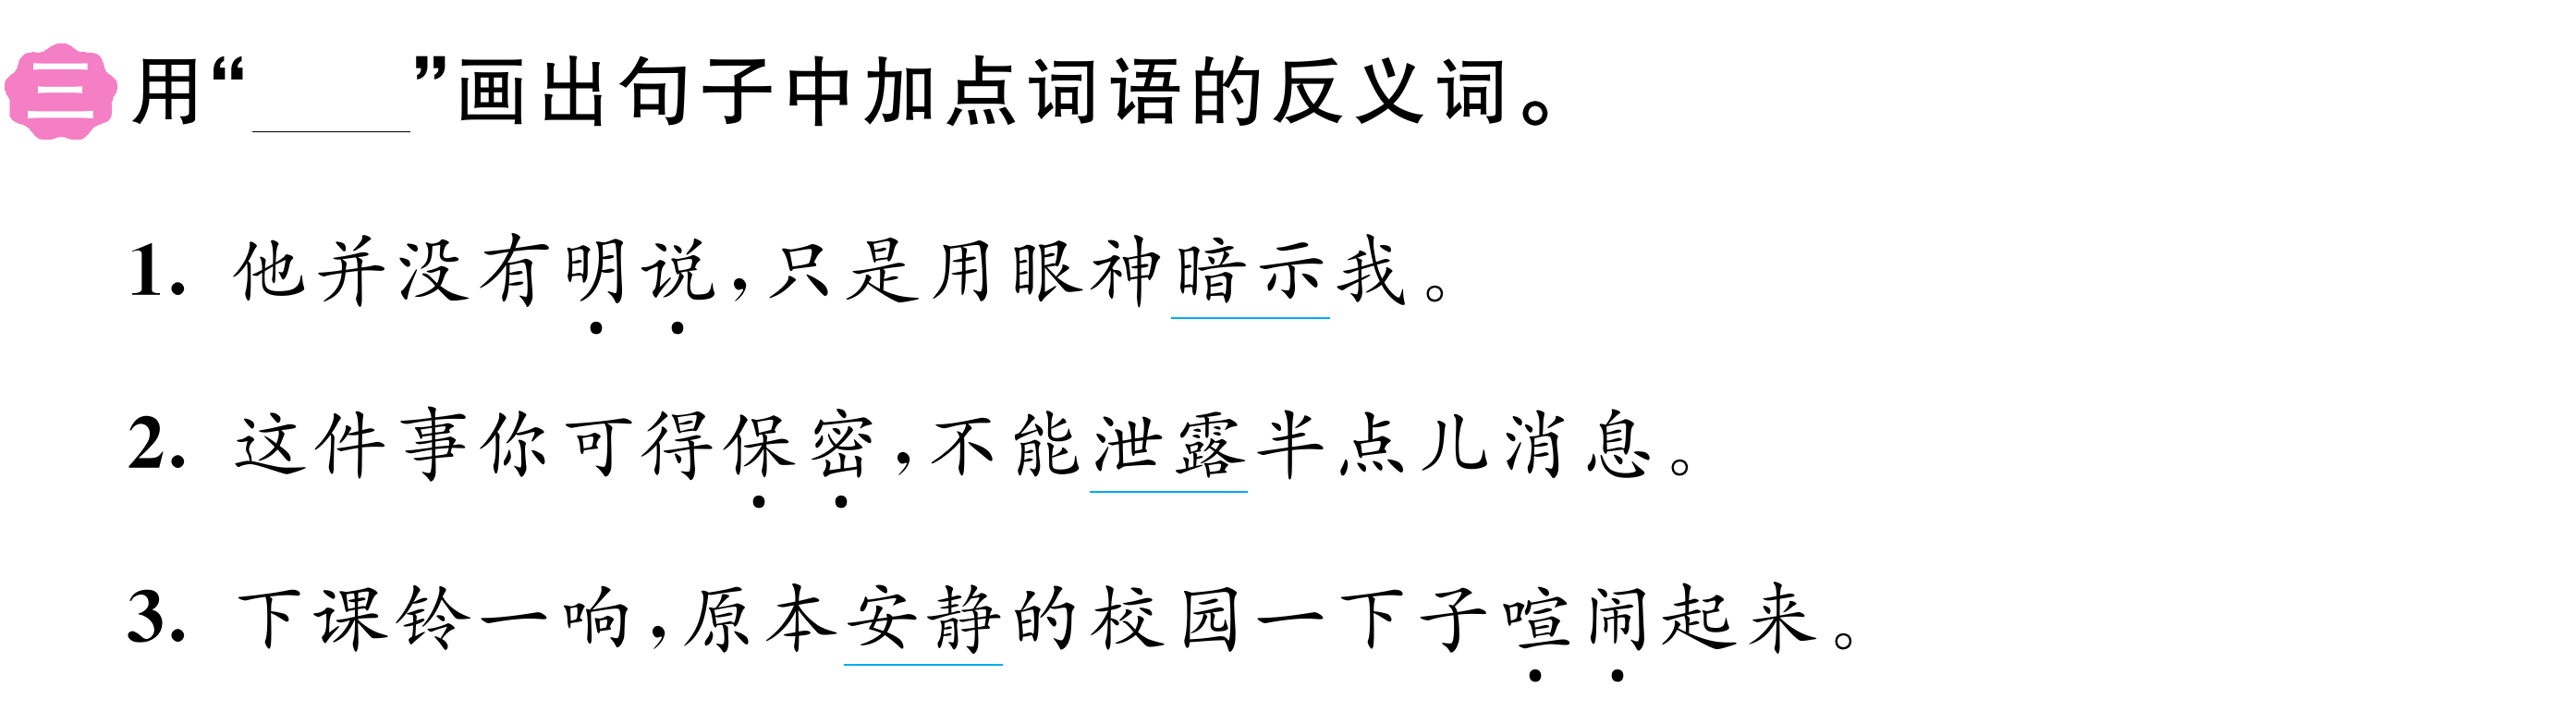 三 用“____”画出句子中加点词语的反义词。
1. 他并没有明说,只是用眼神暗示我。
2. 这件事你可得保密,不能泄露半点儿消息。
3. 下课铃一响,原本安静的校园一下子喧闹起来。